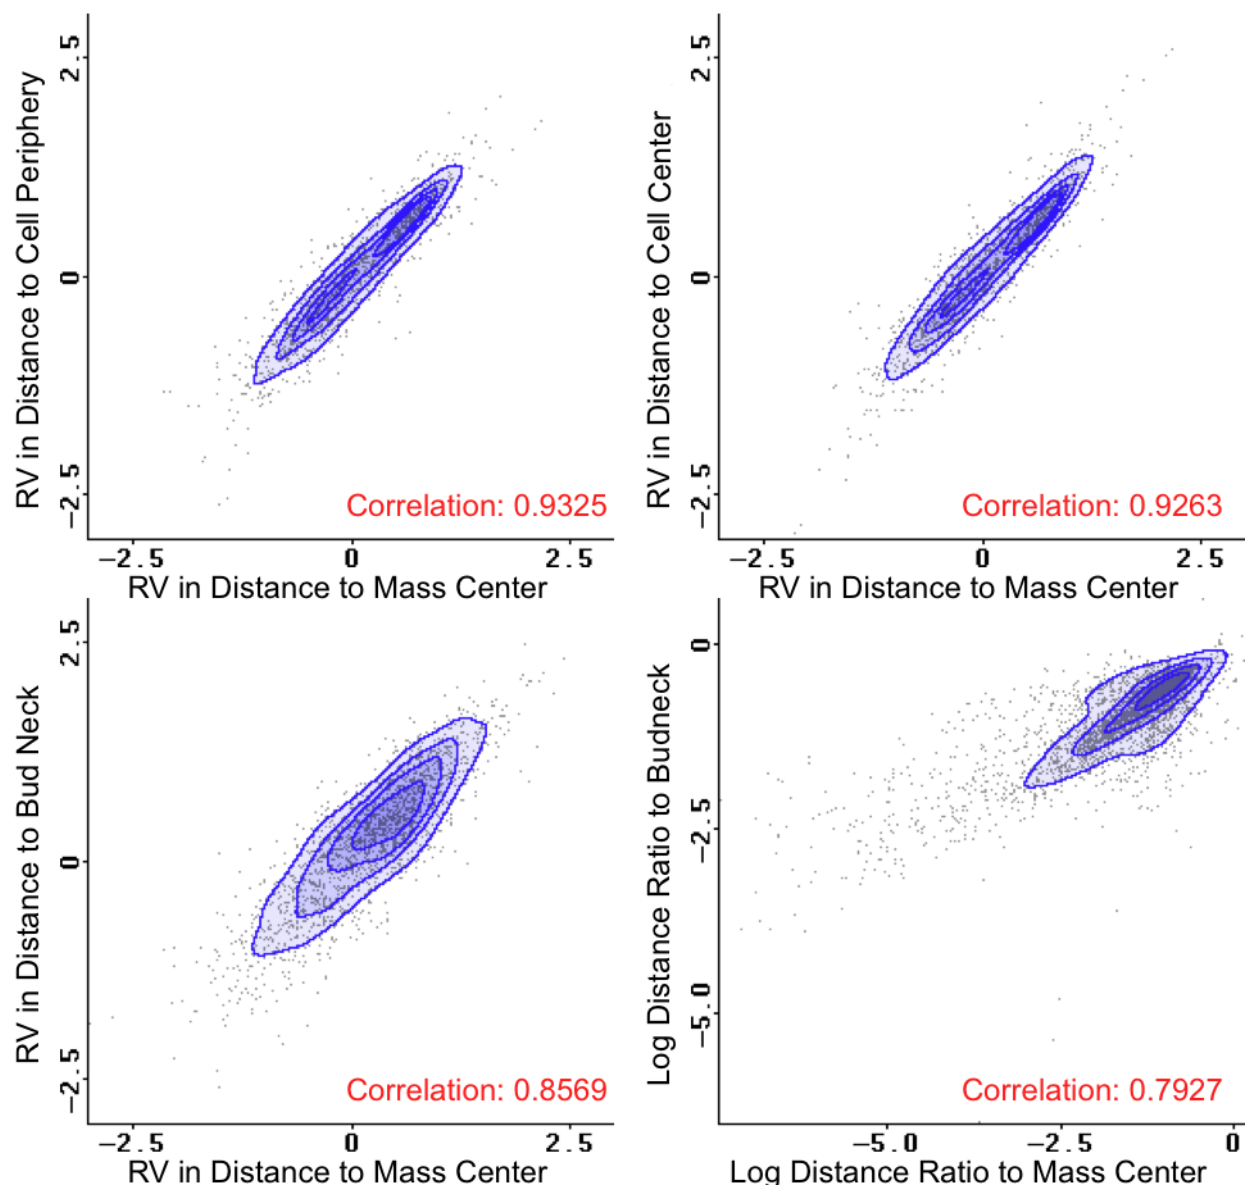 RV in Distance to Cell Periphery
2.5
0
−2.5
Correlation: 0.9325
−2.5 0 2.5
RV in Distance to Mass Center
RV in Distance to Cell Center
2.5
0
−2.5
Correlation: 0.9263
−2.5 0 2.5
RV in Distance to Mass Center
RV in Distance to Bud Neck
2.5
0
−2.5
Correlation: 0.8569
−2.5 0 2.5
RV in Distance to Mass Center
Log Distance Ratio to Budneck
0
−2.5
−5.0
Correlation: 0.7927
−5.0 −2.5 0
Log Distance Ratio to Mass Center